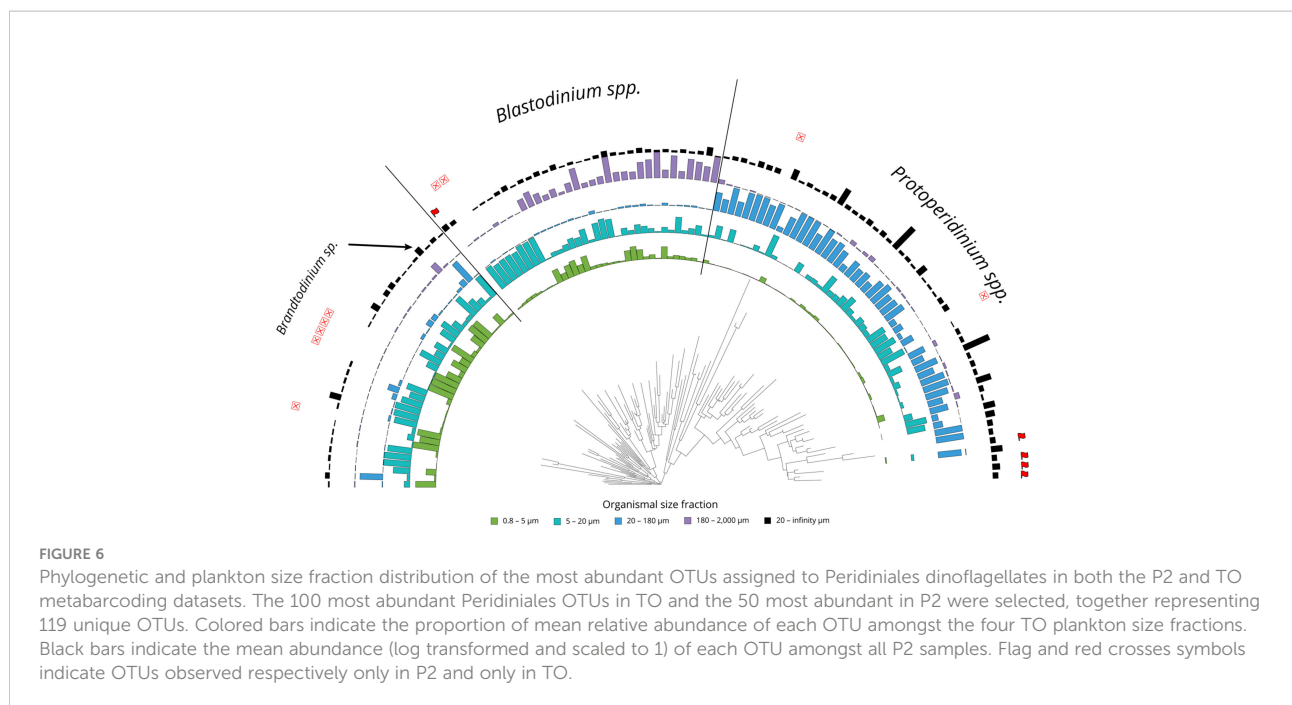 Blastodinium spp.
Protoperidinium spp.
Brandtodinium sp.
Organismal size fraction
0.8 – 5 µm 5 – 20 µm 20 – 180 µm 180 – 2,000 µm 20 – infinity µm
FIGURE 6
Phylogenetic and plankton size fraction distribution of the most abundant OTUs assigned to Peridiniales dinoflagellates in both the P2 and TO
metabarcoding datasets. The 100 most abundant Peridiniales OTUs in TO and the 50 most abundant in P2 were selected, together representing
119 unique OTUs. Colored bars indicate the proportion of mean relative abundance of each OTU amongst the four TO plankton size fractions.
Black bars indicate the mean abundance (log transformed and scaled to 1) of each OTU amongst all P2 samples. Flag and red crosses symbols
indicate OTUs observed respectively only in P2 and only in TO.